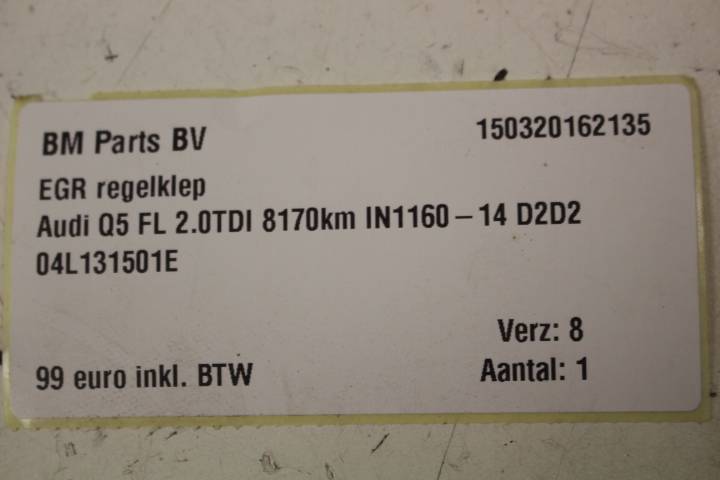 BM Parts BV 150320162135
EGR regelklep
Audi Q5 FL 2.0TDI 8170km IN1160-14 D2D2
04L131501E
Verz: 8
99 euro inkl. BTW Aantal: 1